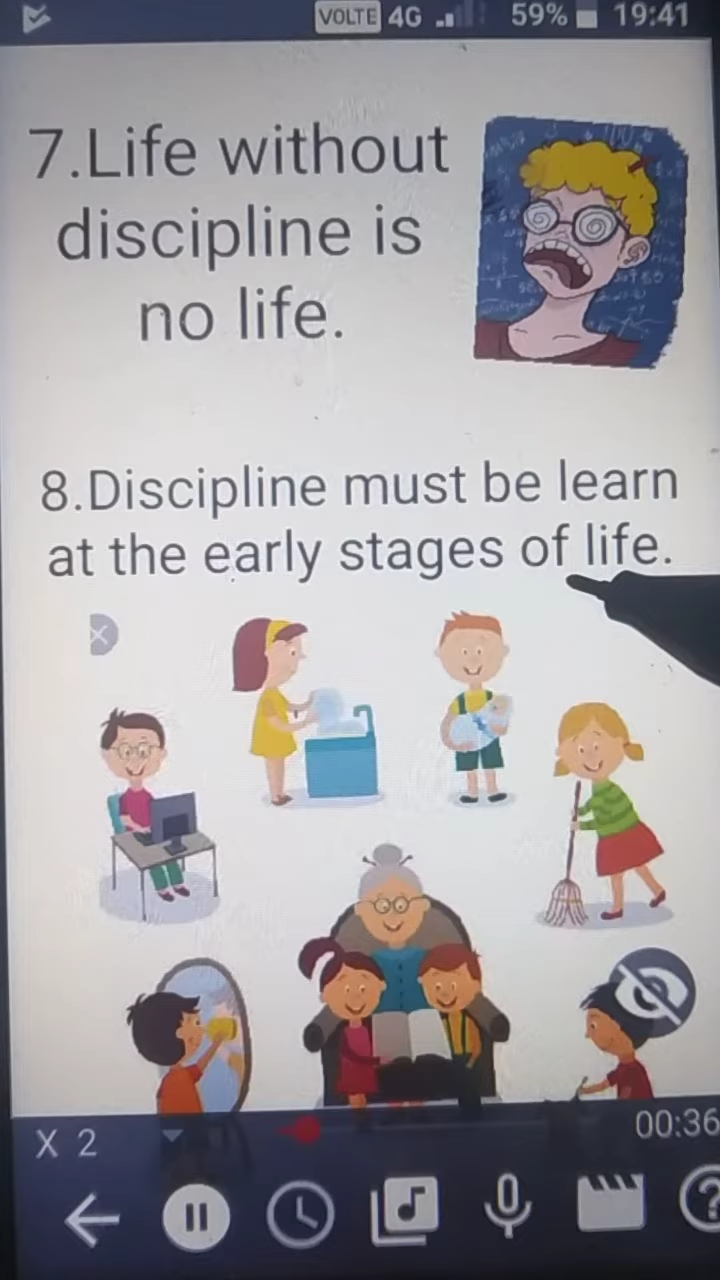 VOLTE 4G 59% 19:41
7.Life without
discipline is
no life.
8.Discipline must be learn
at the early stages of life.
00:36
X 2